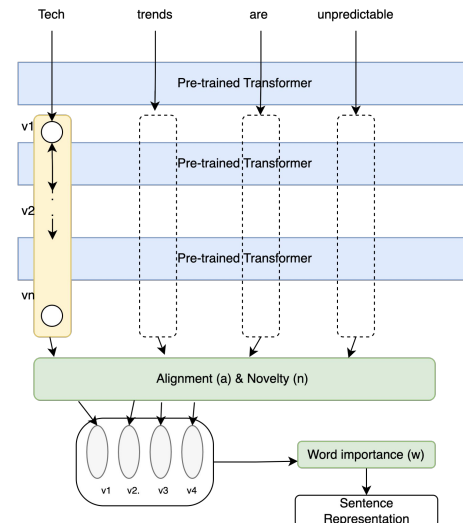 Tech trends are unpredictable
Pre-trained Transformer
v1
Pre-trained Transformer
v2
Pre-trained Transformer
vn
Alignment (a) & Novelty (n)
v1 v2. v3 v4
Word importance (w)
Sentence
Representation